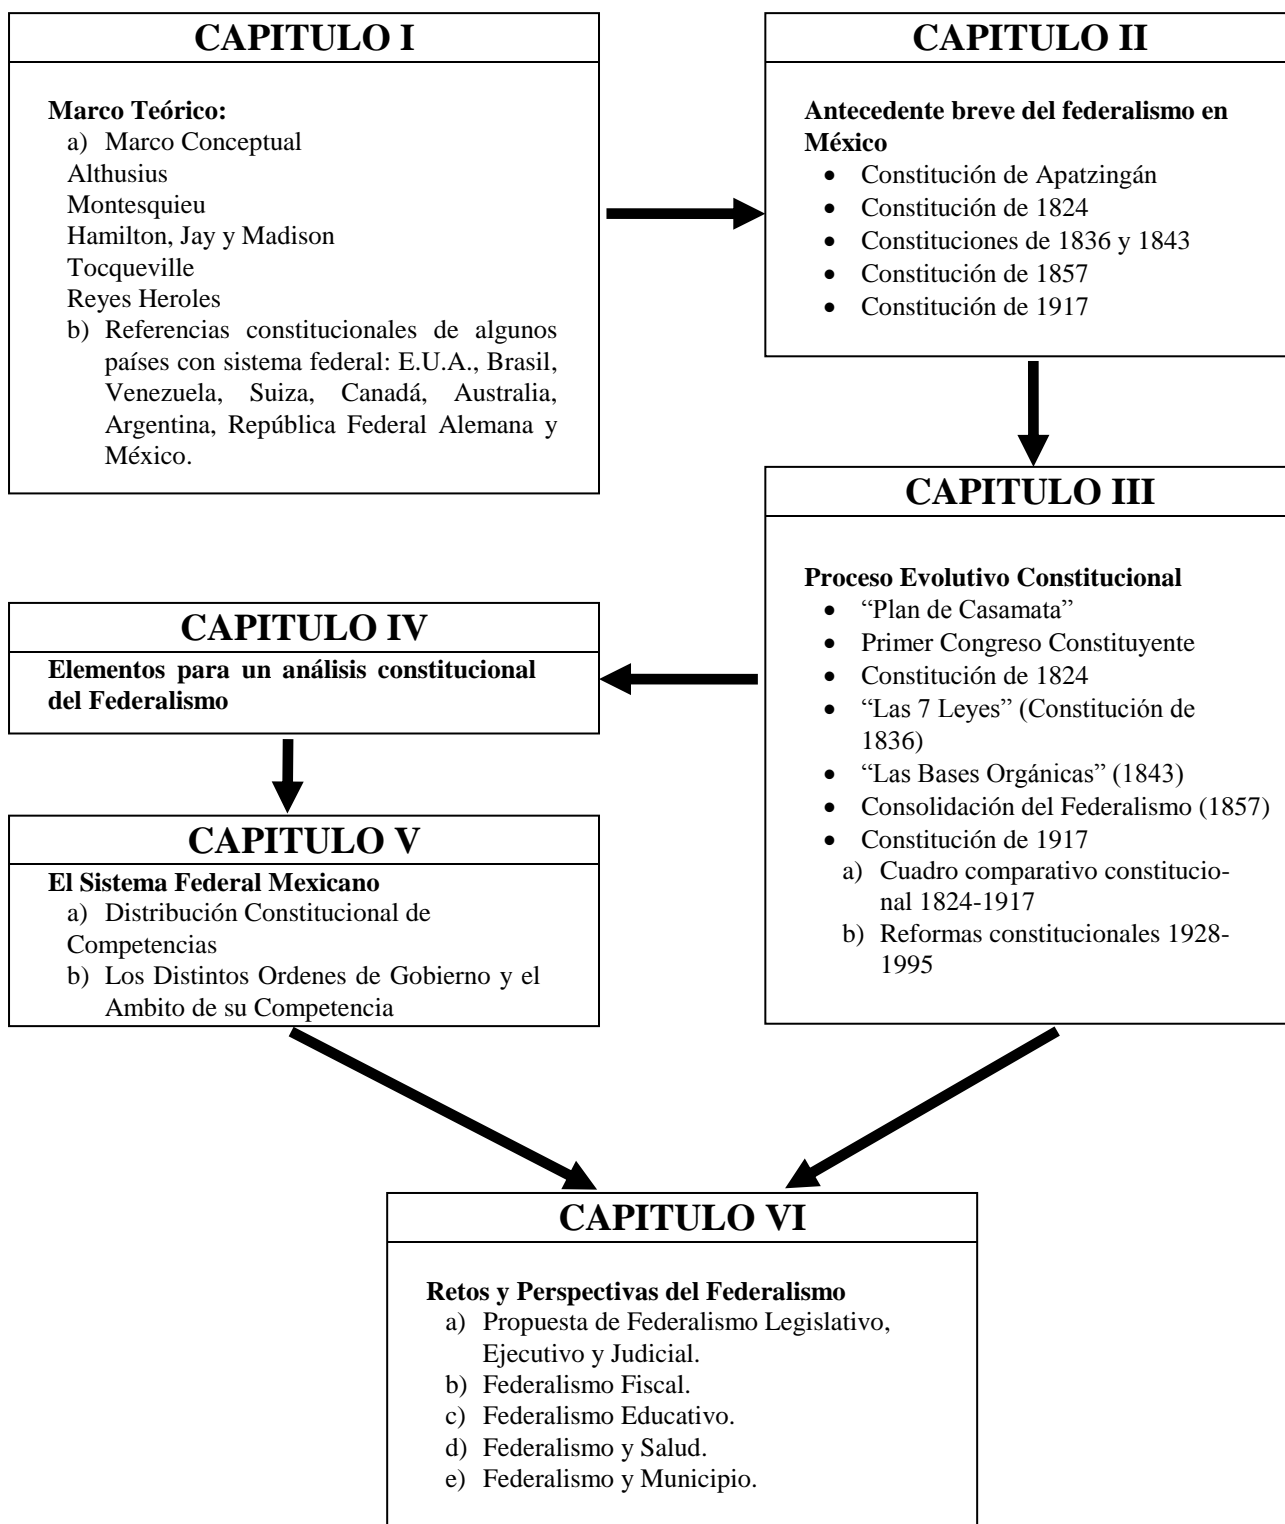 CAPITULO I
Marco Teórico:
a) Marco Conceptual
Althusius
Montesquieu
Hamilton, Jay y Madison
Tocqueville
Reyes Heroles
b) Referencias constitucionales de algunos
países con sistema federal: E.U.A., Brasil,
Venezuela, Suiza, Canadá, Australia,
Argentina, República Federal Alemana y
México.
CAPITULO II
Antecedente breve del federalismo en
México
• Constitución de Apatzingán
• Constitución de 1824
• Constituciones de 1836 y 1843
• Constitución de 1857
• Constitución de 1917
CAPITULO III
Proceso Evolutivo Constitucional
• “Plan de Casamata”
• Primer Congreso Constituyente
• Constitución de 1824
• “Las 7 Leyes” (Constitución de
1836)
• “Las Bases Orgánicas” (1843)
• Consolidación del Federalismo (1857)
• Constitución de 1917
a) Cuadro comparativo constitucio-
nal 1824-1917
b) Reformas constitucionales 1928-
1995
CAPITULO IV
Elementos para un análisis constitucional
del Federalismo
CAPITULO V
El Sistema Federal Mexicano
a) Distribución Constitucional de
Competencias
b) Los Distintos Ordenes de Gobierno y el
Ambito de su Competencia
CAPITULO VI
Retos y Perspectivas del Federalismo
a) Propuesta de Federalismo Legislativo,
Ejecutivo y Judicial.
b) Federalismo Fiscal.
c) Federalismo Educativo.
d) Federalismo y Salud.
e) Federalismo y Municipio.